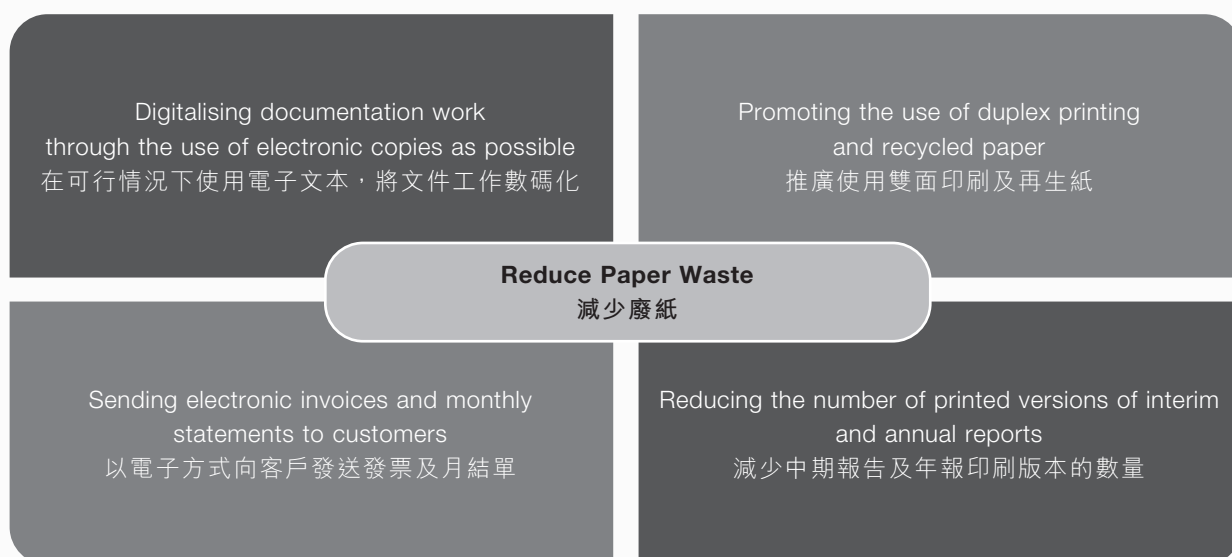 Digitalising documentation work
through the use of electronic copies as possible
在可行情況下使用電子文本，將文件工作數碼化
Promoting the use of duplex printing
and recycled paper
推廣使用雙面印刷及再生紙
Reduce Paper Waste
減少廢紙
Sending electronic invoices and monthly
statements to customers
以電子方式向客戶發送發票及月結單
Reducing the number of printed versions of interim
and annual reports
減少中期報告及年報印刷版本的數量